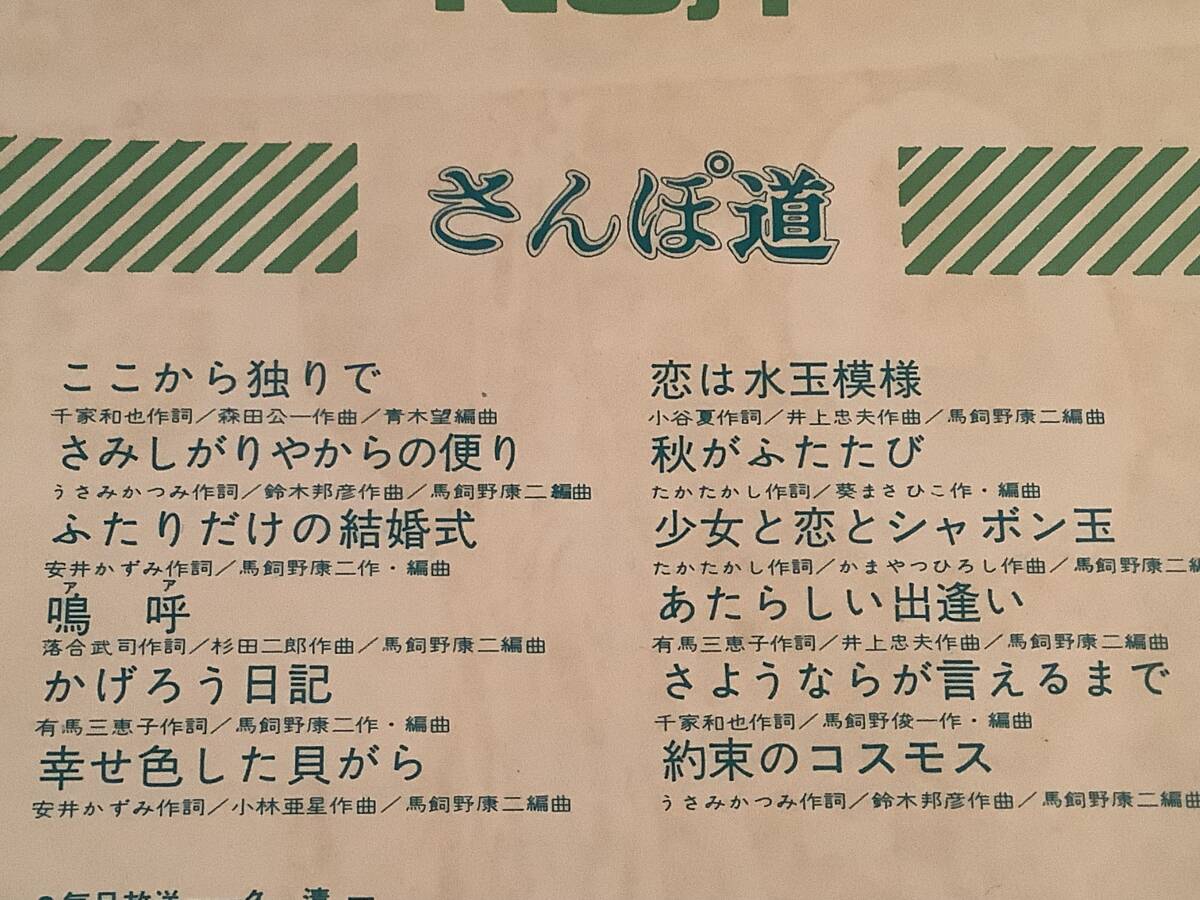 さんぽ道
ここから独りで
千家和也作詞／森田公一作曲／青木望編曲
さみしがりやからの便り
うさみかつみ作詞／鈴木邦彦作曲／馬飼野康二編曲
ふたりだけの結婚式
安井かずみ作詞／馬飼野康二作・編曲
ア　ア
嗚　呼
落合武司作詞／杉田二郎作曲／馬飼野康二編曲
かげろう日記
有馬三恵子作詞／馬飼野康二作・編曲
幸せ色した貝がら
安井かずみ作詞／小林亜星作曲／馬飼野康二編曲
恋は水玉模様
小谷夏作詞／井上忠夫作曲／馬飼野康二編曲
秋がふたたび
たかたかし作詞／葵まさひこ作・編曲
少女と恋とシャボン玉
たかたかし作詞／かまやつひろし作曲／馬飼野康二編
あたらしい出逢い
有馬三恵子作詞／井上忠夫作曲／馬飼野康二編曲
さようならが言えるまで
千家和也作詞／馬飼野俊一作・編曲
約束のコスモス
うさみかつみ作詞／鈴木邦彦作曲／馬飼野康二編曲